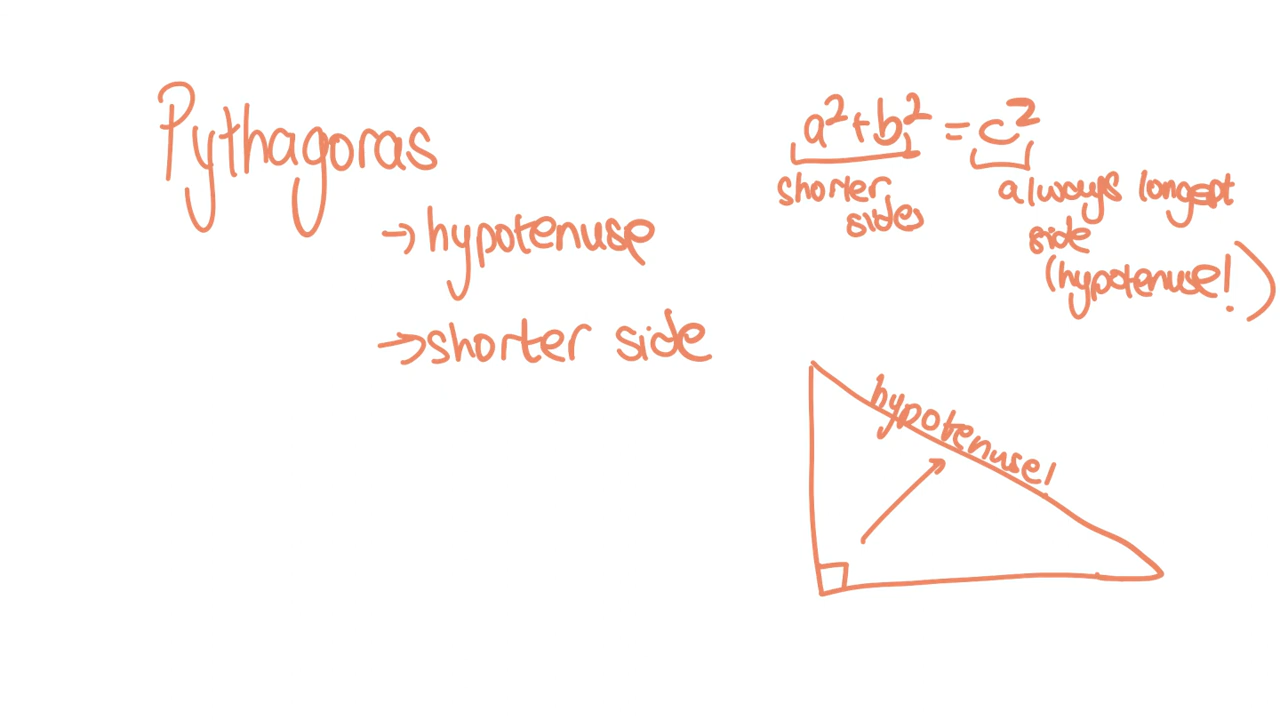 Pythagoras
→ hypotenuse
→ shorter side
a² + b² = c²
shorter
sides
always longest
side
(hypotenuse!)
hypotenuse!